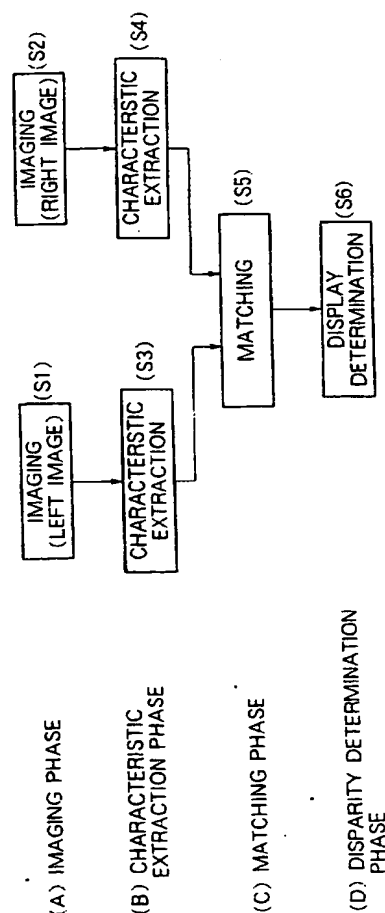 (A) IMAGING PHASE
IMAGING
(LEFT IMAGE)
(S1)
IMAGING
(RIGHT IMAGE)
(S2)
(B) CHARACTERISTIC
EXTRACTION PHASE
CHARACTERSTIC
EXTRACTION
(S3)
CHARACTERSTIC
EXTRACTION
(S4)
(C) MATCHING PHASE
MATCHING
(S5)
(D) DISPARITY DETERMINATION
PHASE
DISPLAY
DETERMINATION
(S6)